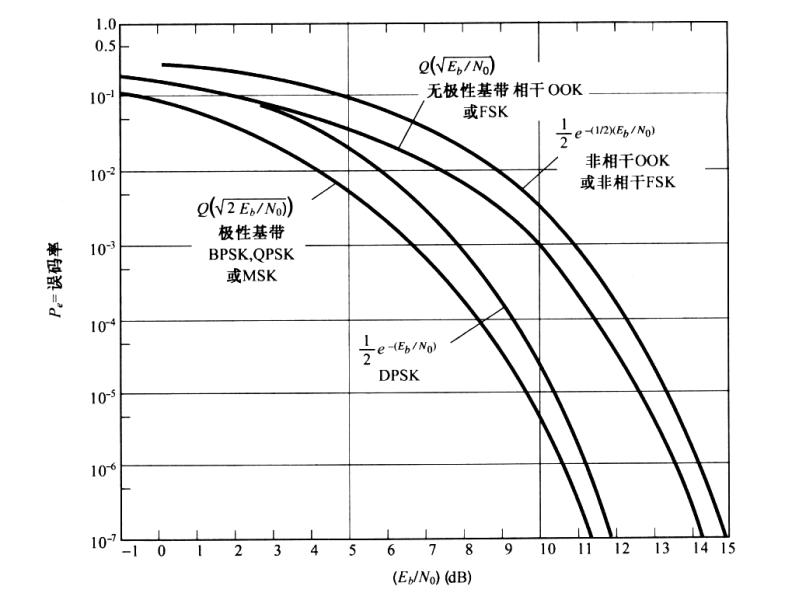 1.0
0.5
10⁻¹
10⁻²
10⁻³
10⁻⁴
10⁻⁵
10⁻⁶
10⁻⁷
Pₑ=误码率
Q(√Eb/N₀)
无极性基带 相干OOK
或FSK
1/2 e^-(1/2)(Eb/N₀)
非相干OOK
或非相干FSK
Q(√2 Eb/N₀))
极性基带
BPSK,QPSK
或MSK
1/2 e^-(Eb/N₀)
DPSK
-1 0 1 2 3 4 5 6 7 8 9 10 11 12 13 14 15
(Eb/N₀) (dB)